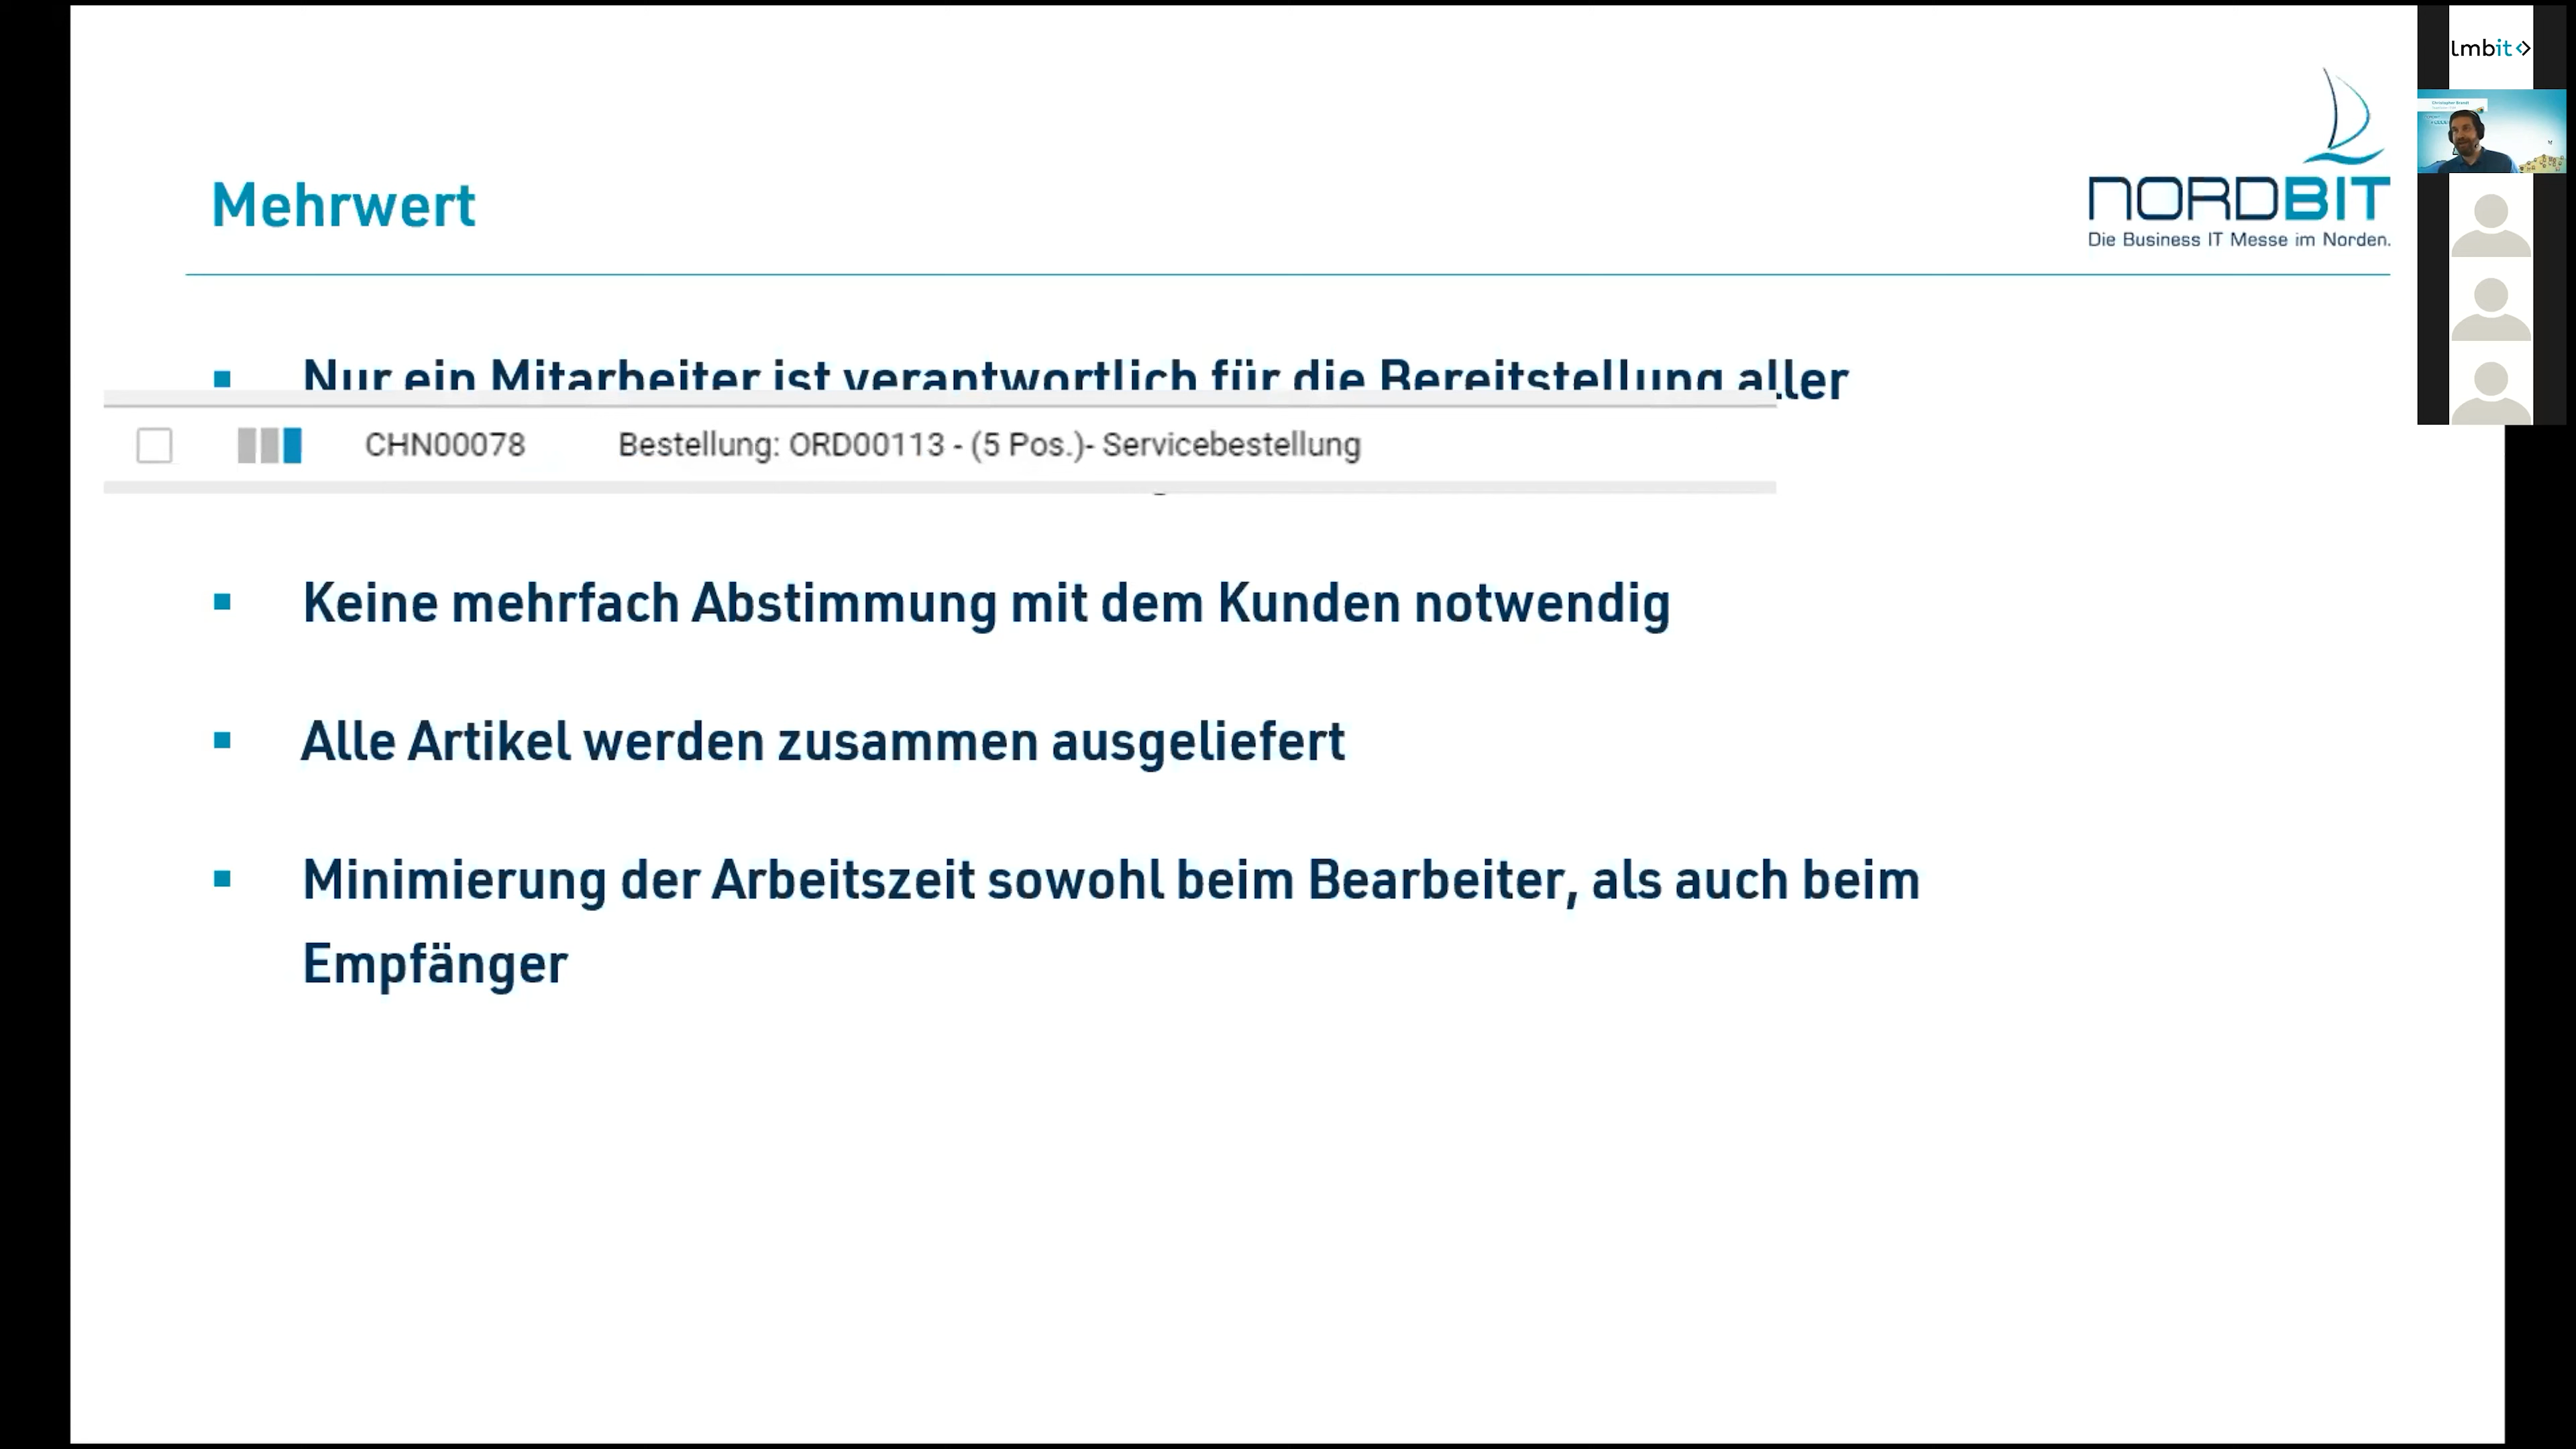 lmbit
NORDBIT
Die Business IT Messe im Norden.
Mehrwert
Nur ein Mitarbeiter ist verantwortlich für die Bereitstellung aller
CHN00078 Bestellung: ORD00113 - (5 Pos.)- Servicebestellung
Keine mehrfach Abstimmung mit dem Kunden notwendig
Alle Artikel werden zusammen ausgeliefert
Minimierung der Arbeitszeit sowohl beim Bearbeiter, als auch beim
Empfänger